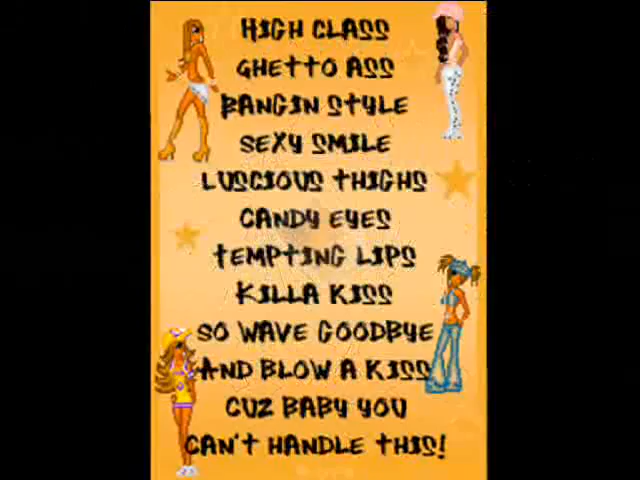 HIGH CLASS
GHETTO ASS
BANGIN STYLE
SEXY SMILE
LUSCIOUS THIGHS
CANDY EYES
TEMPTING LIPS
KILLA KISS
SO WAVE GOODBYE
AND BLOW A KISS
CUZ BABY YOU
CAN'T HANDLE THIS!